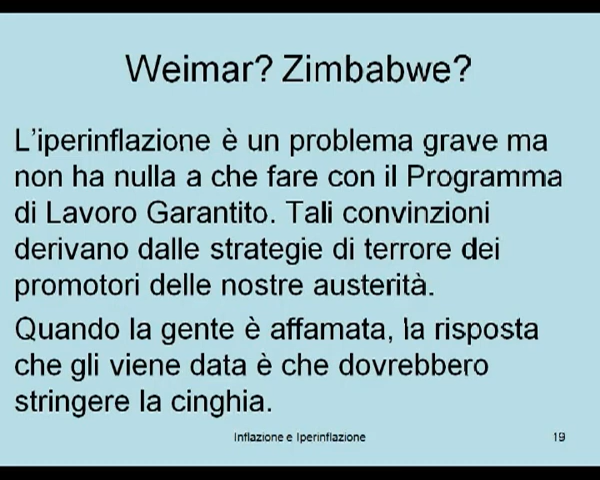 Weimar? Zimbabwe?
L'iperinflazione è un problema grave ma
non ha nulla a che fare con il Programma
di Lavoro Garantito. Tali convinzioni
derivano dalle strategie di terrore dei
promotori delle nostre austerità.
Quando la gente è affamata, la risposta
che gli viene data è che dovrebbero
stringere la cinghia.
Inflazione e Iperinflazione 19